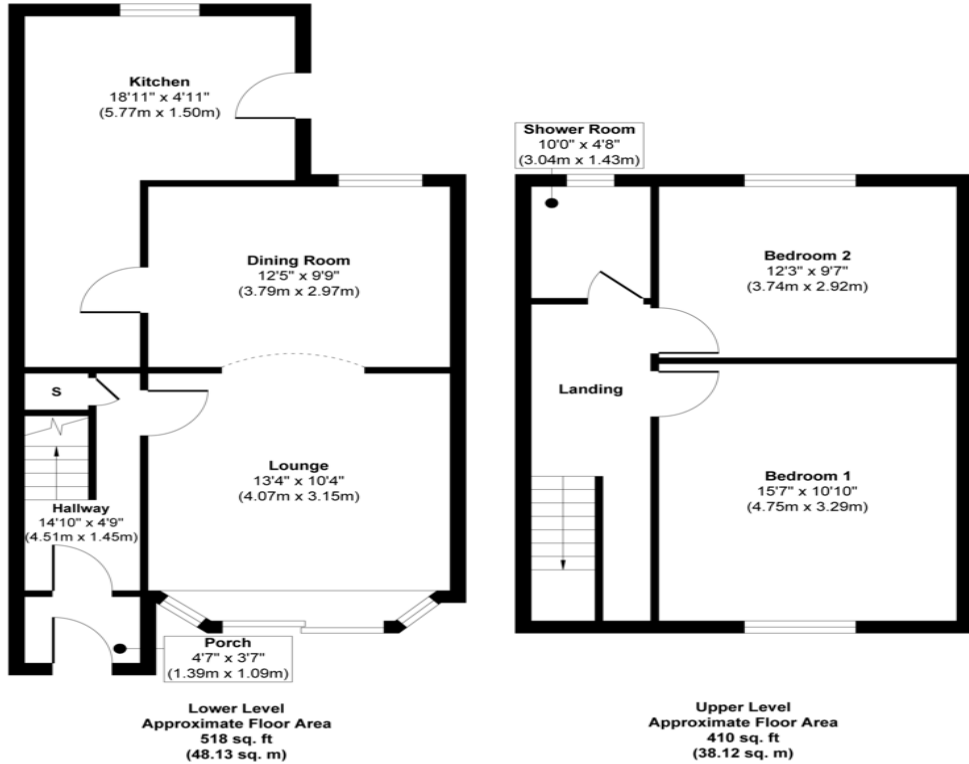 Kitchen
18'11" x 4'11"
(5.77m x 1.50m)
Dining Room
12'5" x 9'9"
(3.79m x 2.97m)
S
Lounge
13'4" x 10'4"
(4.07m x 3.15m)
Hallway
14'10" x 4'9"
(4.51m x 1.45m)
Porch
4'7" x 3'7"
(1.39m x 1.09m)
Lower Level
Approximate Floor Area
518 sq. ft
(48.13 sq. m)
Shower Room
10'0" x 4'8"
(3.04m x 1.43m)
Bedroom 2
12'3" x 9'7"
(3.74m x 2.92m)
Landing
Bedroom 1
15'7" x 10'10"
(4.75m x 3.29m)
Upper Level
Approximate Floor Area
410 sq. ft
(38.12 sq. m)